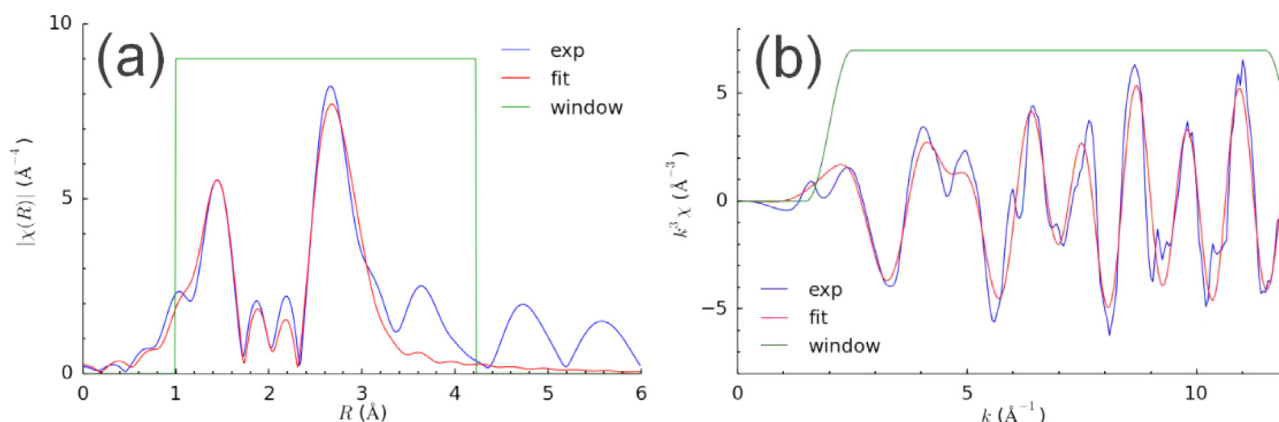 (a)
10
5
0
|χ(R)| (Å⁻⁴)
exp
fit
window
0 1 2 3 4 5 6
R (Å)
(b)
5
0
−5
k³χ (Å⁻³)
exp
fit
window
0 5 10
k (Å⁻¹)